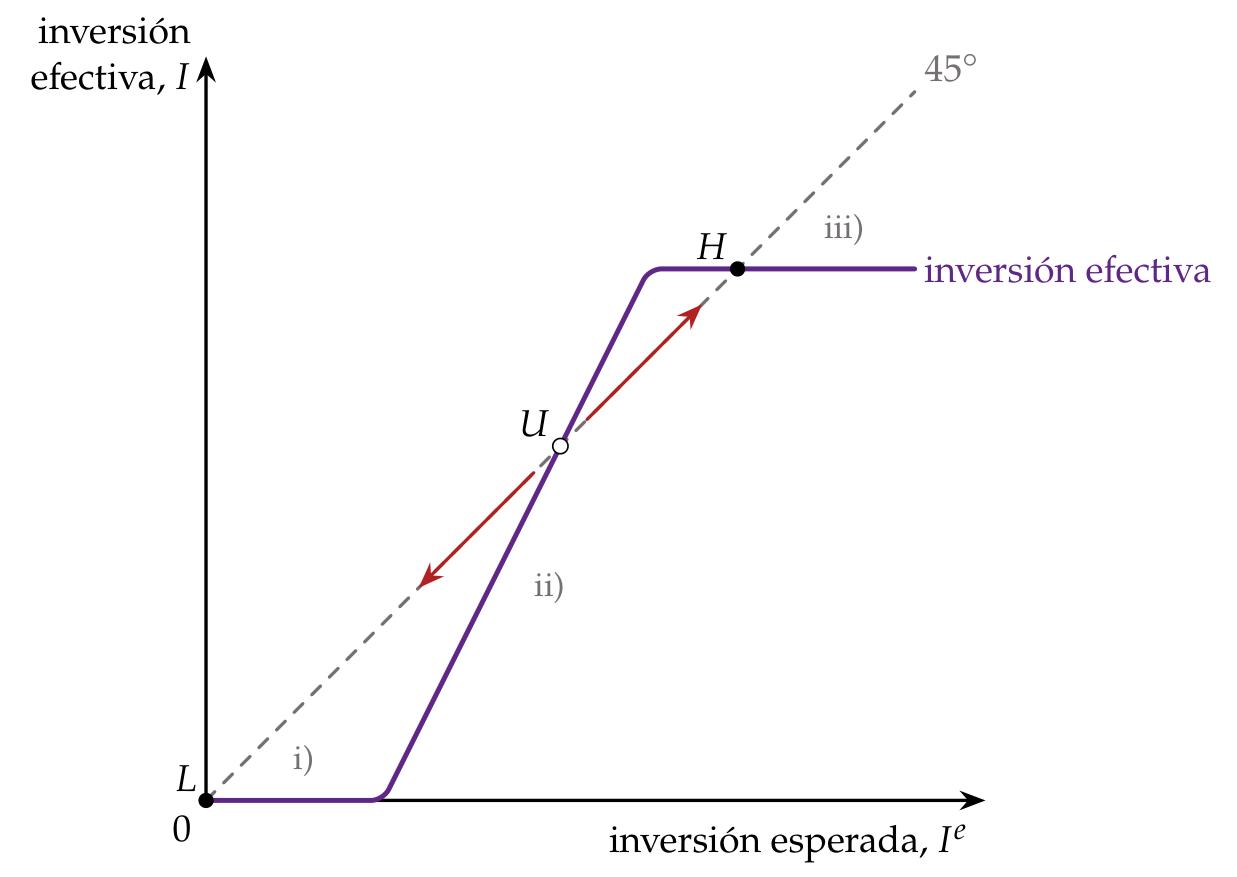 inversión
efectiva, I
45°
iii)
H
inversión efectiva
U
ii)
i)
L
0
inversión esperada, Iᵉ